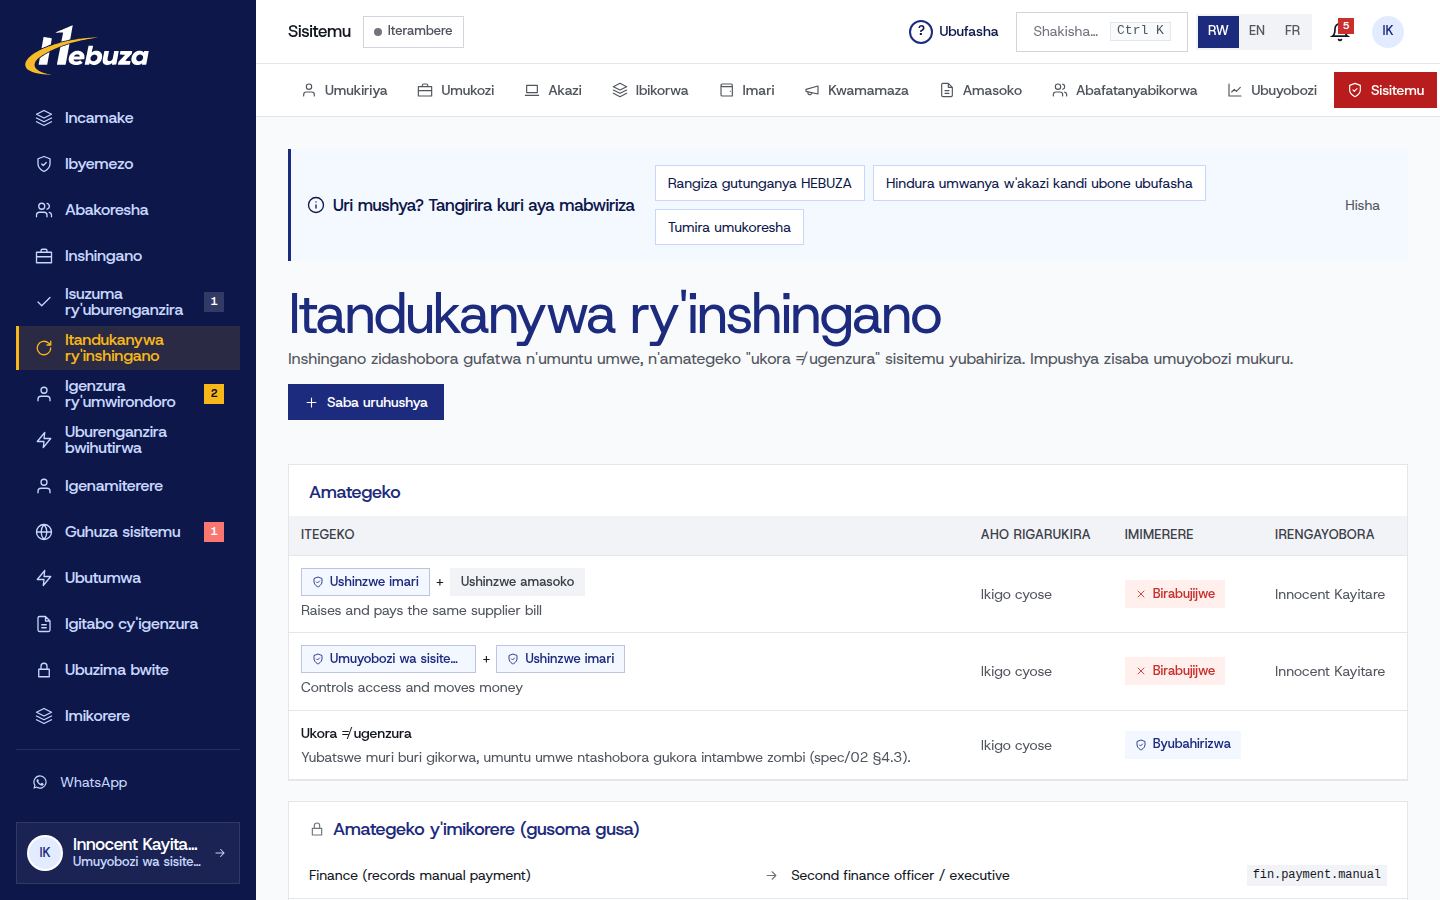 Hebuza
Incamake
Ibyemezo
Abakoresha
Inshingano
Isuzuma
ry'uburenganzira
1
Itandukanywa
ry'inshingano
Igenzura
ry'umwirondoro
2
Uburenganzira
bwihutirwa
Igenamiterere
Guhuza sisitemu
1
Ubutumwa
Igitabo cy'igenzura
Ubuzima bwite
Imikorere
WhatsApp
IK
Innocent Kayita...
Umuyobozi wa sisite...
Sisitemu
Iterambere
? Ubufasha
Shakisha... Ctrl K
RW EN FR
5
IK
Umukiriya Umukozi Akazi Ibikorwa Imari Kwamamaza Amasoko Abafatanyabikorwa Ubuyobozi Sisitemu
Uri mushya? Tangirira kuri aya mabwiriza
Rangiza gutunganya HEBUZA
Hindura umwanya w'akazi kandi ubone ubufasha
Tumira umukoresha
Hisha
Itandukanywa ry'inshingano
Inshingano zidashobora gufatwa n'umuntu umwe, n'amategeko "ukora ≠ ugenzura" sisitemu yubahiriza. Impushya zisaba umuyobozi mukuru.
Saba uruhushya
Amategeko
ITEGEKO AHO RIGARUKIRA IMIMERERE IRENGAYOBORA
Ushinzwe imari + Ushinzwe amasoko
Raises and pays the same supplier bill
Ikigo cyose
Birabujijwe
Innocent Kayitare
Umuyobozi wa sisite... + Ushinzwe imari
Controls access and moves money
Ikigo cyose
Birabujijwe
Innocent Kayitare
Ukora ≠ ugenzura
Yubatswe muri buri gikorwa, umuntu umwe ntashobora gukora intambwe zombi (spec/02 §4.3).
Ikigo cyose
Byubahirizwa
Amategeko y'imikorere (gusoma gusa)
Finance (records manual payment) → Second finance officer / executive fin.payment.manual